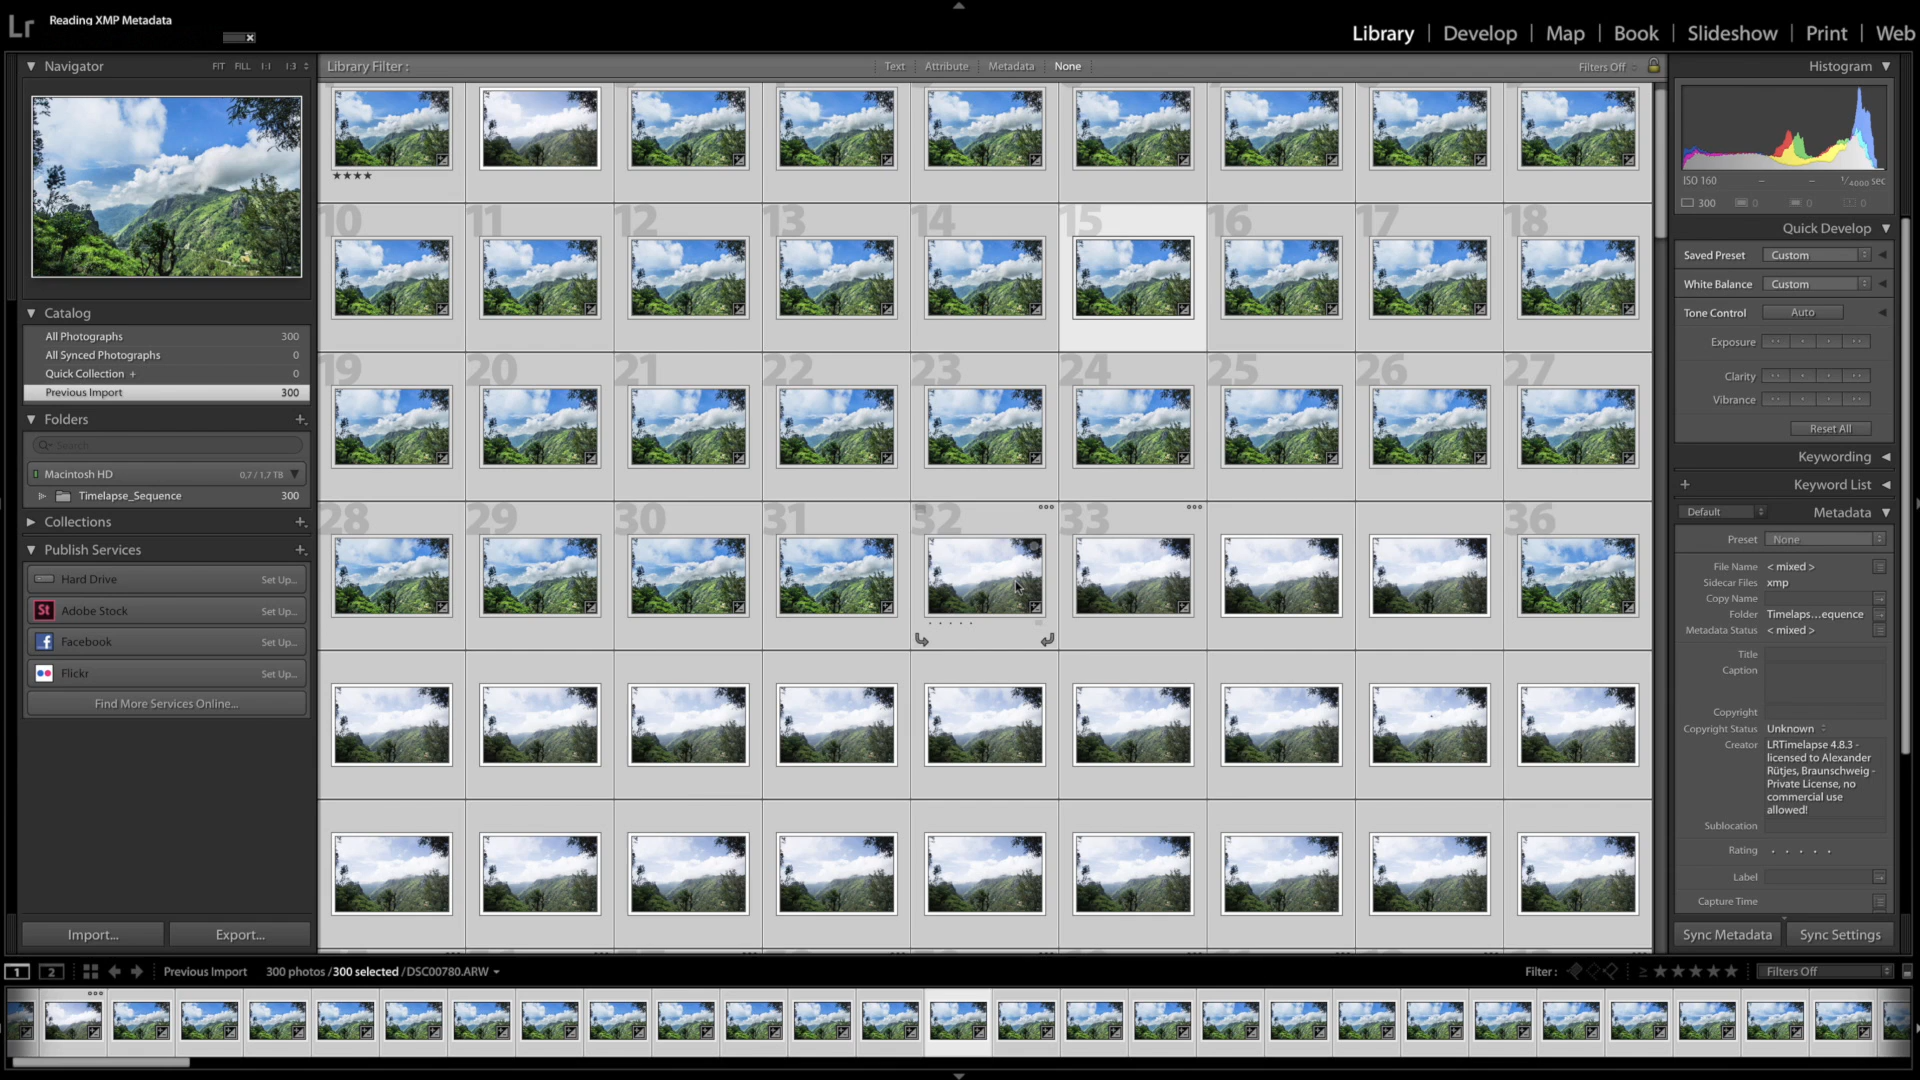 Lr
Reading XMP Metadata
Library | Develop | Map | Book | Slideshow | Print | Web
Navigator
FIT FILL 1:1 1:3
Library Filter :
Text Attribute Metadata None
Filters Off
Histogram
ISO 160 – – 1/4000 sec
300 0 0 0
Quick Develop
Saved Preset Custom
White Balance Custom
Tone Control Auto
Exposure
Clarity
Vibrance
Reset All
Keywording
+ Keyword List
Default Metadata
Preset None
File Name < mixed >
Sidecar Files xmp
Copy Name
Folder Timelaps…equence
Metadata Status < mixed >
Title
Caption
Copyright
Copyright Status Unknown
Creator LRTimelapse 4.8.3 -
licensed to Alexander
Rütjes, Braunschweig -
Private License, no
commercial use
allowed!
Sublocation
Rating
Label
Capture Time
Sync Metadata Sync Settings
Catalog
All Photographs 300
All Synced Photographs 0
Quick Collection + 0
Previous Import 300
Folders
Search
Macintosh HD 0,7 / 1,7 TB
Timelapse_Sequence 300
Collections
Publish Services
Hard Drive Set Up...
St Adobe Stock Set Up...
Facebook Set Up...
Flickr Set Up...
Find More Services Online...
Import... Export...
10 11 12 13 14 15 16 17 18
19 20 21 22 23 24 25 26 27
28 29 30 31 32 33 36
1 2 Previous Import 300 photos / 300 selected / DSC00780.ARW
Filter : ≥ ★★★★★ Filters Off